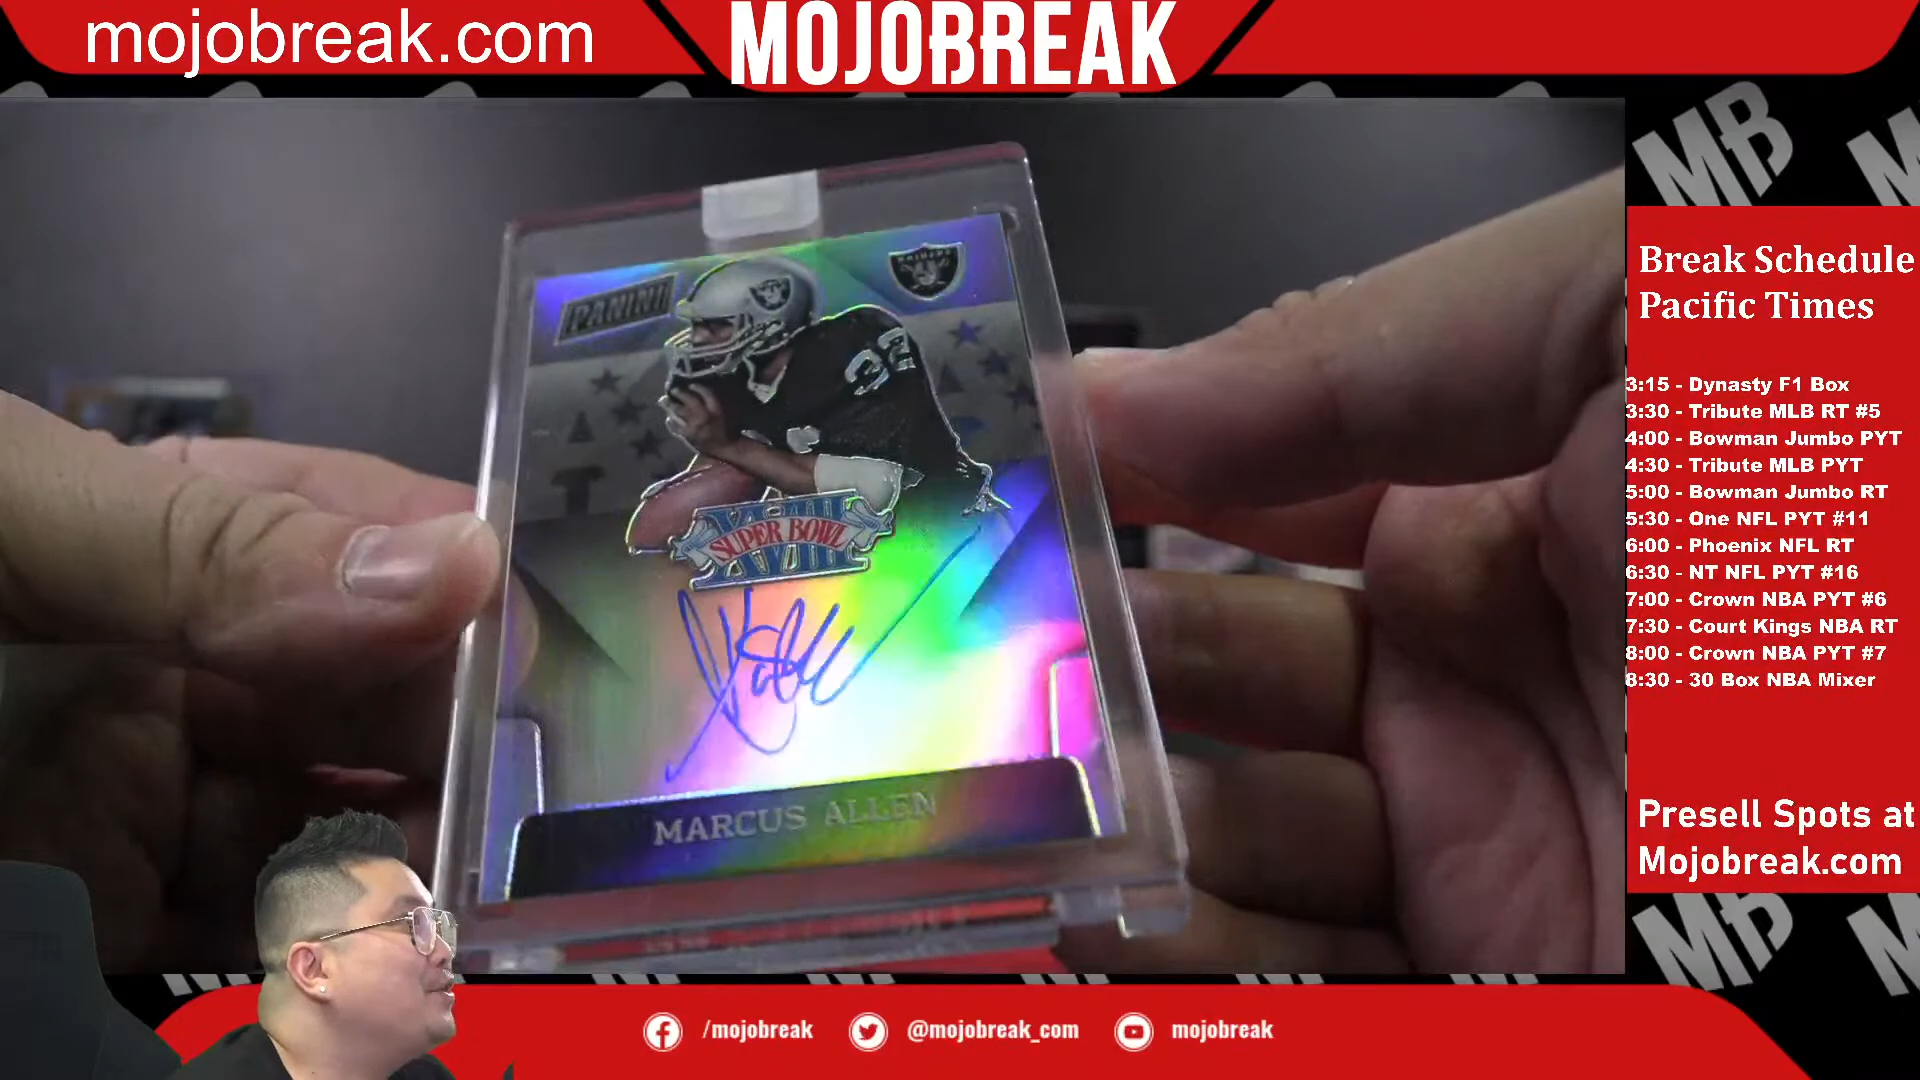 mojobreak.com
MOJOBREAK
MB
Break Schedule
Pacific Times
3:15 - Dynasty F1 Box
3:30 - Tribute MLB RT #5
4:00 - Bowman Jumbo PYT
4:30 - Tribute MLB PYT
5:00 - Bowman Jumbo RT
5:30 - One NFL PYT #11
6:00 - Phoenix NFL RT
6:30 - NT NFL PYT #16
7:00 - Crown NBA PYT #6
7:30 - Court Kings NBA RT
8:00 - Crown NBA PYT #7
8:30 - 30 Box NBA Mixer
Presell Spots at
Mojobreak.com
MB
PANINI
RAIDERS
32
SUPER BOWL
XVIII
MARCUS ALLEN
/mojobreak
@mojobreak_com
mojobreak